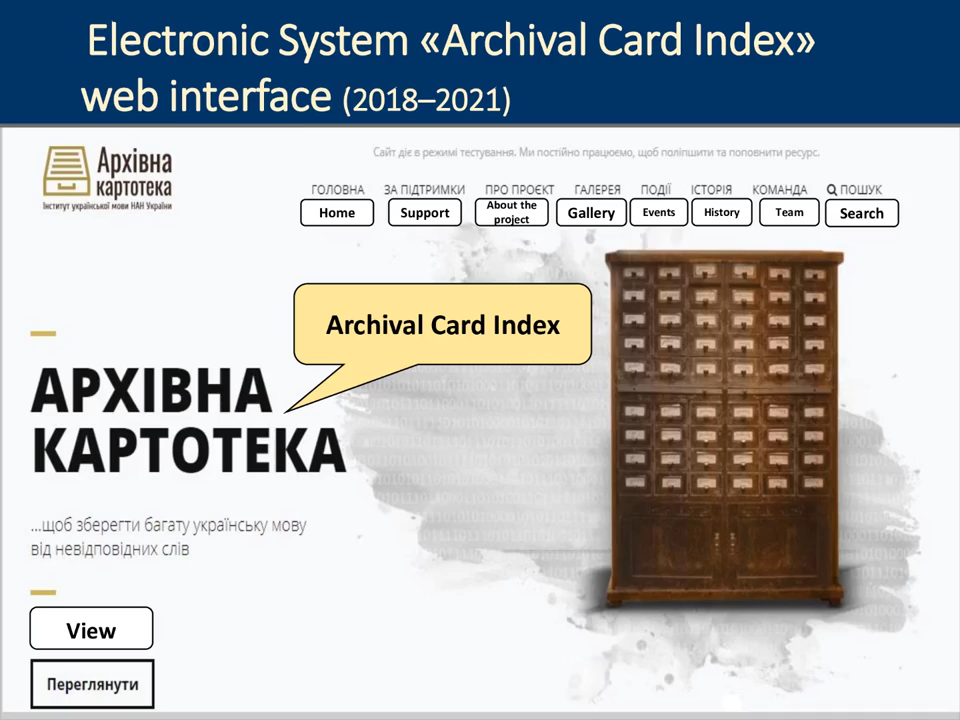 Electronic System «Archival Card Index»
web interface (2018–2021)
Архівна
картотека
Інститут української мови НАН України
Сайт діє в режимі тестування. Ми постійно працюємо, щоб поліпшити та поповнити ресурс.
ГОЛОВНА ЗА ПІДТРИМКИ ПРО ПРОЄКТ ГАЛЕРЕЯ ПОДІЇ ІСТОРІЯ КОМАНДА ПОШУК
Home Support About the project Gallery Events History Team Search
Archival Card Index
АРХІВНА
КАРТОТЕКА
...щоб зберегти багату українську мову
від невідповідних слів
View
Переглянути